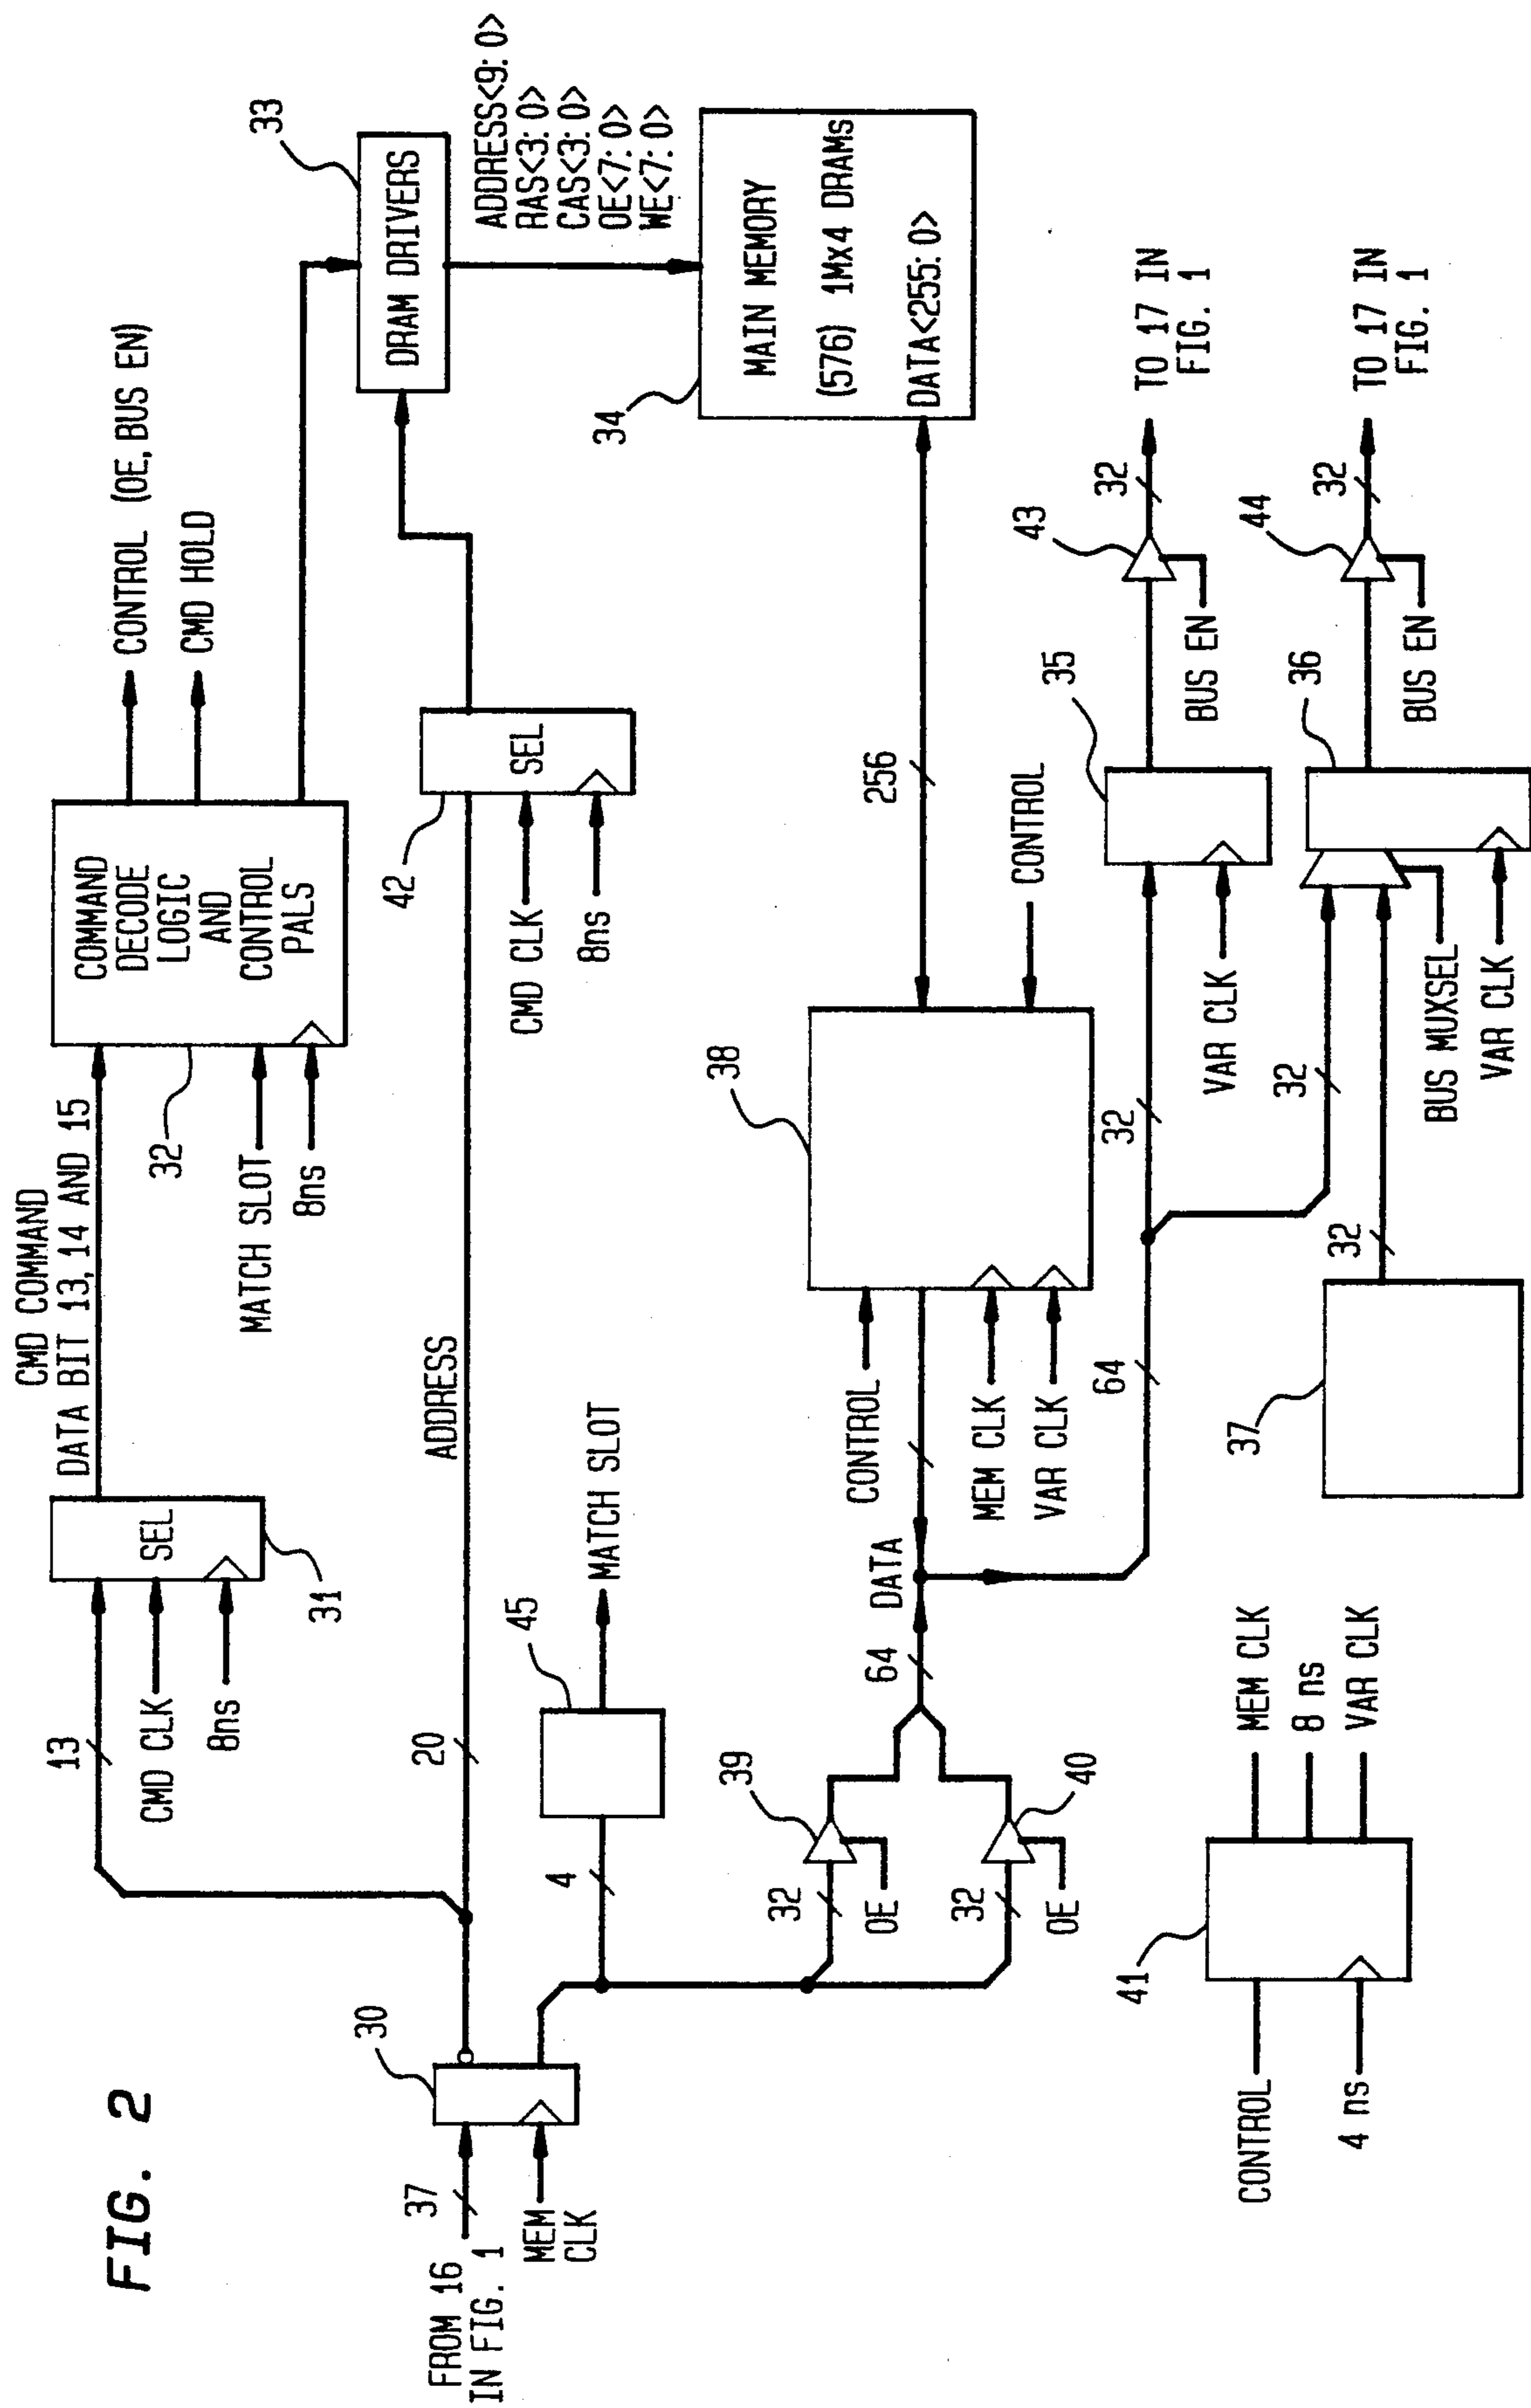 FIG. 2
CMD COMMAND
DATA BIT 13, 14 AND 15
13
CMD CLK
8ns
SEL
31
COMMAND
DECODE
LOGIC
AND
CONTROL
PALS
32
MATCH SLOT
8ns
CONTROL (OE, BUS EN)
CMD HOLD
33
DRAM DRIVERS
ADDRESS<9: 0>
RAS<3: 0>
CAS<3: 0>
OE<7: 0>
WE<7: 0>
FROM 16
IN FIG. 1
37
MEM
CLK
30
20
ADDRESS
42
SEL
CMD CLK
8ns
4
45
MATCH SLOT
34
MAIN MEMORY
(576) 1Mx4 DRAMs
DATA<255: 0>
32
39
OE
32
40
OE
64
DATA
CONTROL
MEM CLK
VAR CLK
38
256
CONTROL
64
32
VAR CLK
35
43
32
BUS EN
TO 17 IN
FIG. 1
32
37
32
BUS MUXSEL
VAR CLK
36
44
32
BUS EN
TO 17 IN
FIG. 1
CONTROL
4 ns
41
MEM CLK
8 ns
VAR CLK